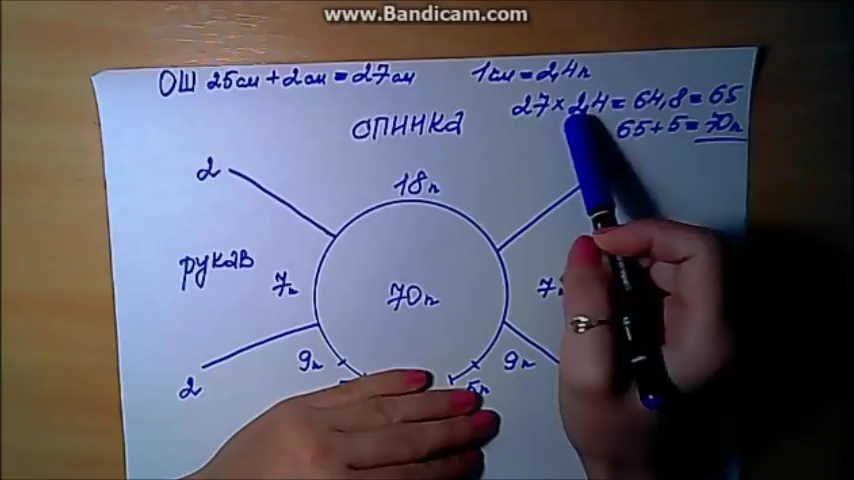 www.Bandicam.com
ОШ 25см + 2см = 27см 1см = 2,4п
27 × 2,4 = 64,8 = 65
65 + 5 = 70п
спинка
2
18п
рукав
7п
70п
7п
9п
9п
2
5п